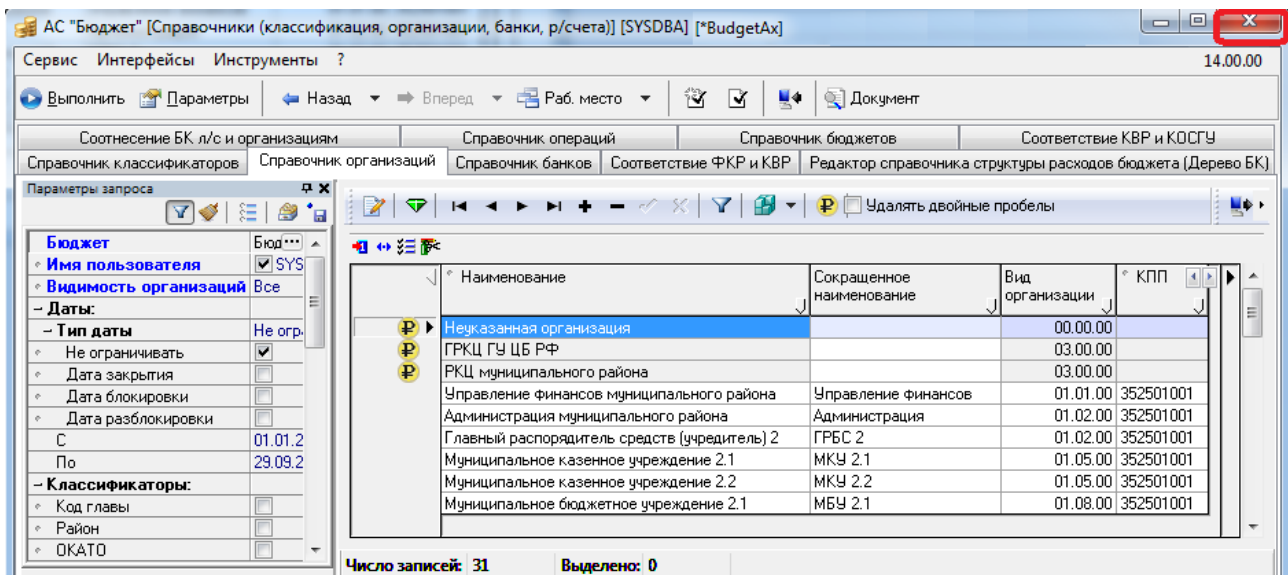 АС "Бюджет" [Справочники (классификация, организации, банки, р/счета)] [SYSDBA] [*BudgetAx]
Сервис Интерфейсы Инструменты ? 14.00.00
Выполнить Параметры Назад Вперед Раб. место Документ
Соотнесение БК л/с и организациям Справочник операций Справочник бюджетов Соответствие КВР и КОСГУ
Справочник классификаторов Справочник организаций Справочник банков Соответствие ФКР и КВР Редактор справочника структуры расходов бюджета (Дерево БК)
Параметры запроса
Удалять двойные пробелы
Бюджет Бюд
Имя пользователя SYS
Видимость организаций Все
Даты:
Тип даты Не огр.
Не ограничивать
Дата закрытия
Дата блокировки
Дата разблокировки
С 01.01.2
По 29.09.2
Классификаторы:
Код главы
Район
ОКАТО
Наименование Сокращенное наименование Вид организации КПП
Неуказанная организация 00.00.00
ГРКЦ ГУ ЦБ РФ 03.00.00
РКЦ муниципального района 03.00.00
Управление финансов муниципального района Управление финансов 01.01.00 352501001
Администрация муниципального района Администрация 01.02.00 352501001
Главный распорядитель средств (учредитель) 2 ГРБС 2 01.02.00 352501001
Муниципальное казенное учреждение 2.1 МКУ 2.1 01.05.00 352501001
Муниципальное казенное учреждение 2.2 МКУ 2.2 01.05.00 352501001
Муниципальное бюджетное учреждение 2.1 МБУ 2.1 01.08.00 352501001
Число записей: 31 Выделено: 0